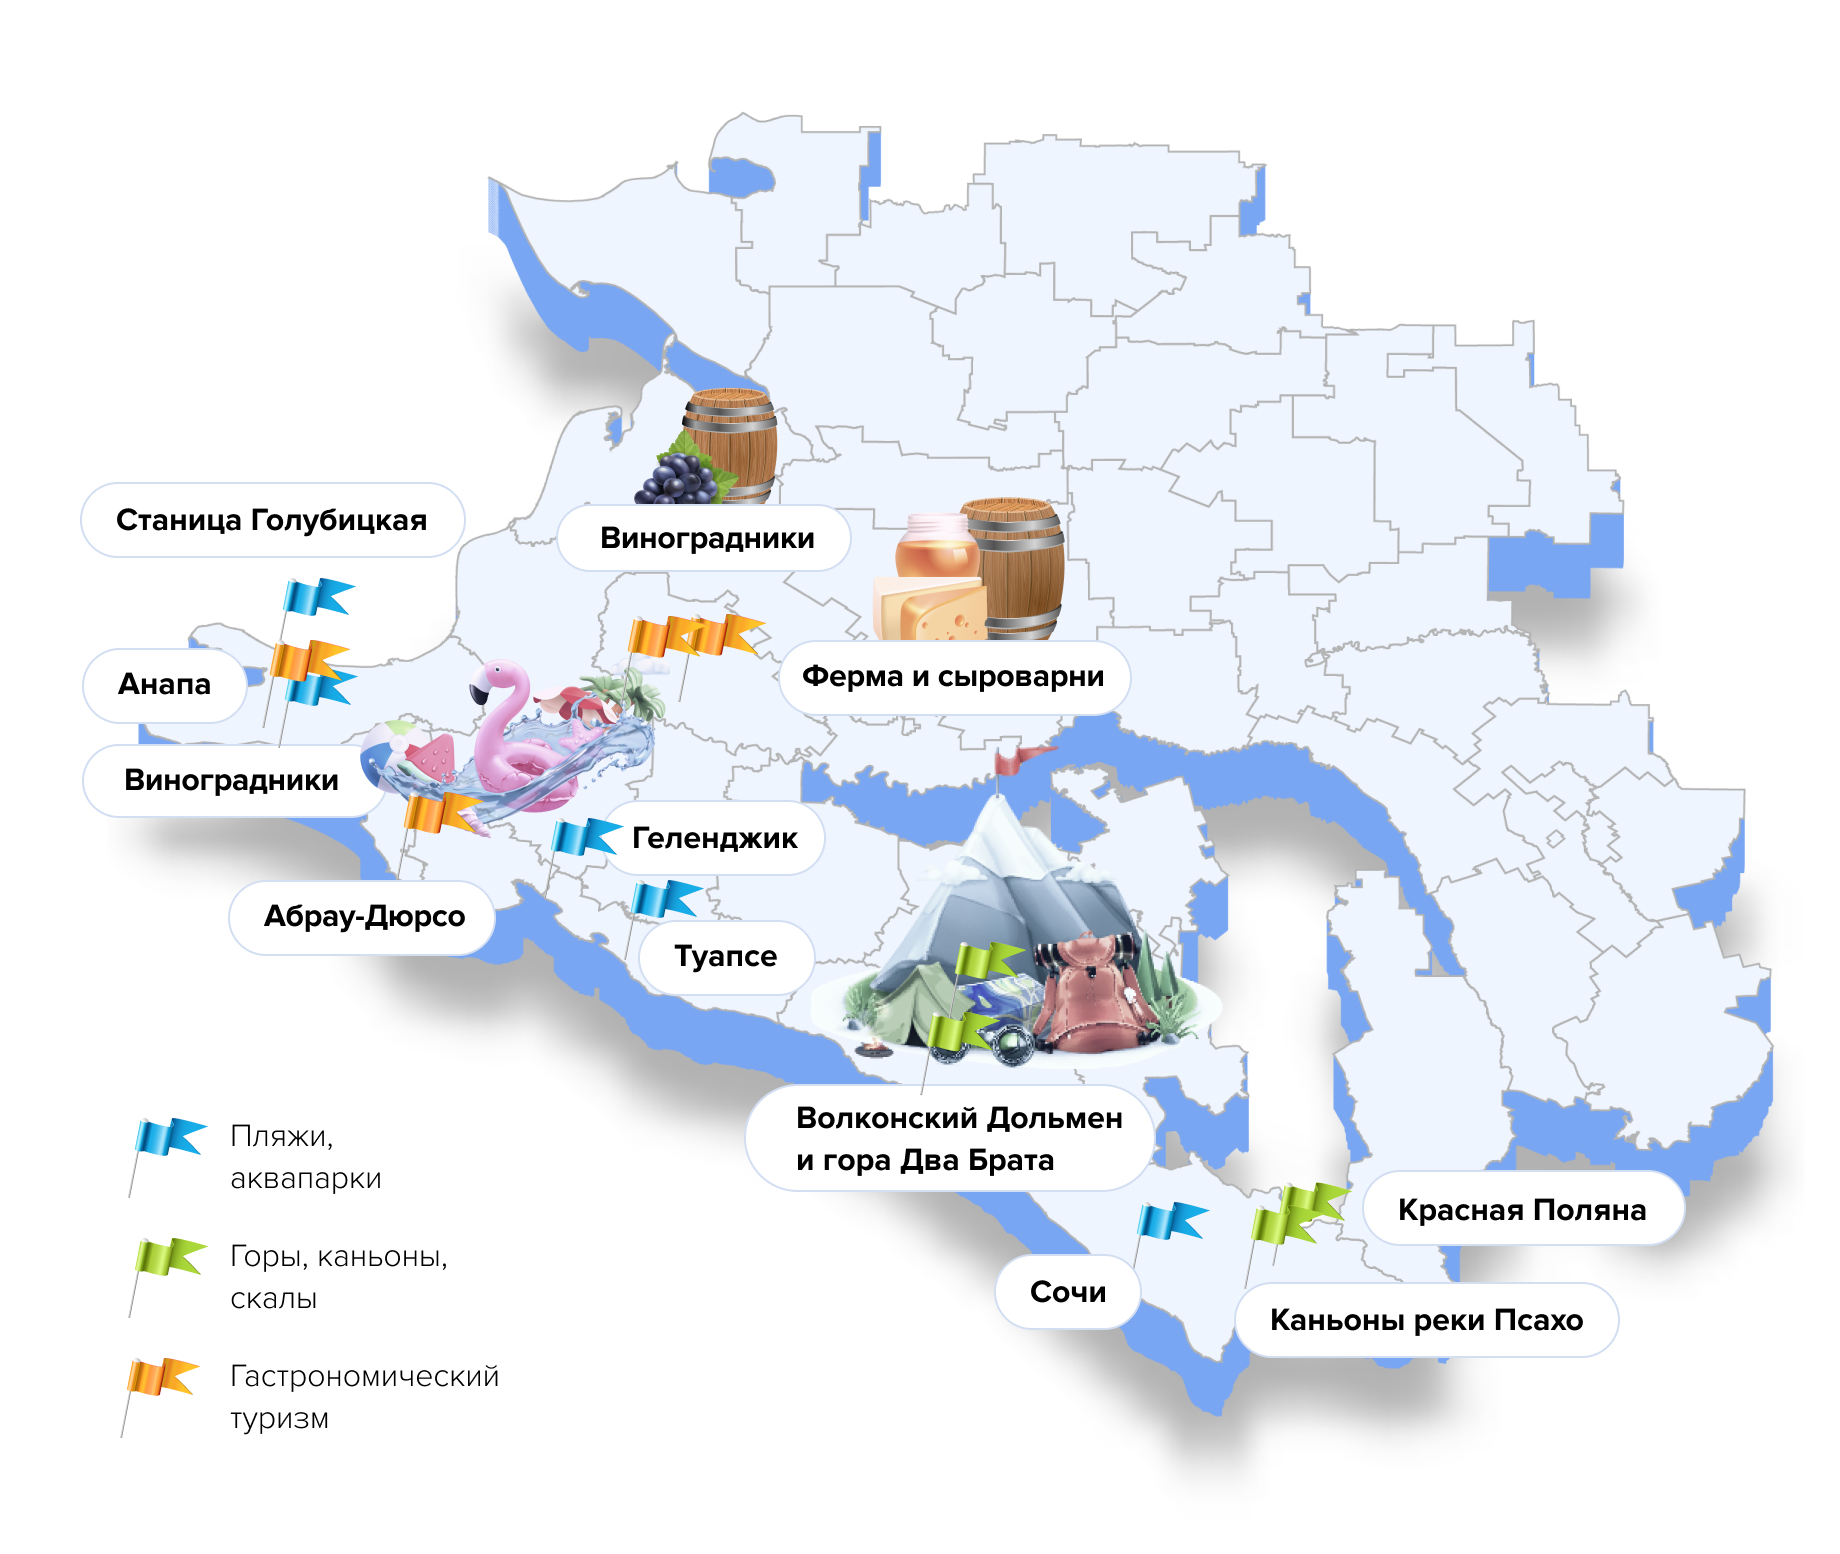 Станица Голубицкая
Виноградники
Ферма и сыроварни
Анапа
Виноградники
Геленджик
Абрау-Дюрсо
Туапсе
Волконский Дольмен
и гора Два Брата
Красная Поляна
Сочи
Каньоны реки Псахо
Пляжи,
аквапарки
Горы, каньоны,
скалы
Гастрономический
туризм